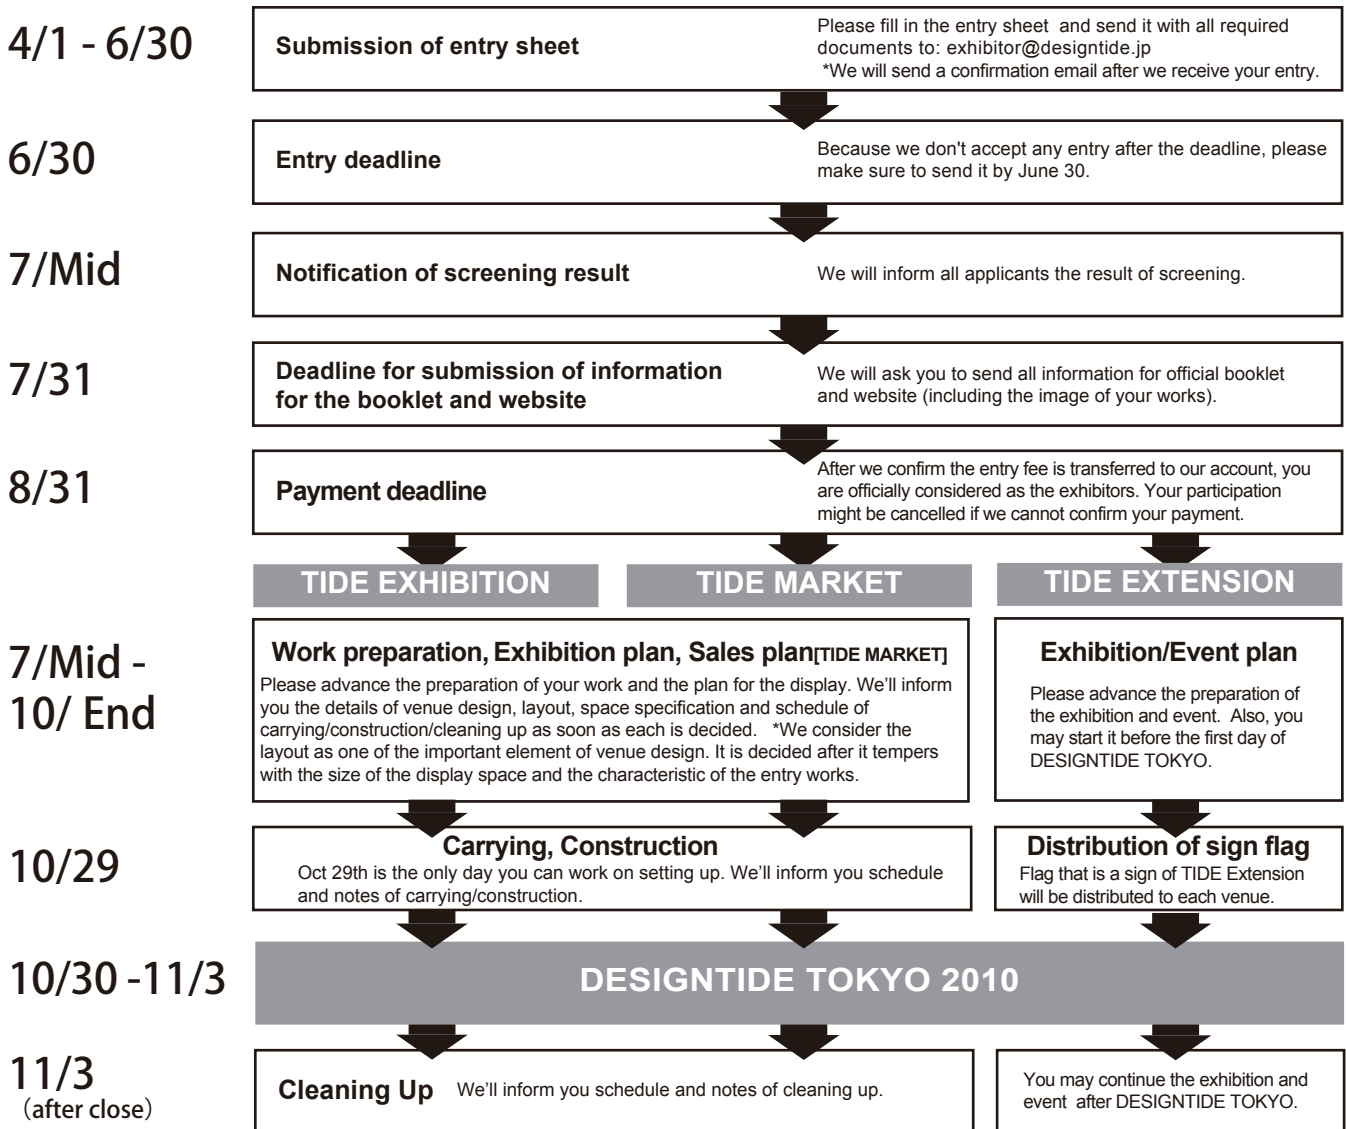 4/1 - 6/30
Submission of entry sheet
Please fill in the entry sheet and send it with all required
documents to: exhibitor@designtide.jp
*We will send a confirmation email after we receive your entry.
6/30
Entry deadline
Because we don't accept any entry after the deadline, please
make sure to send it by June 30.
7/Mid
Notification of screening result
We will inform all applicants the result of screening.
7/31
Deadline for submission of information
for the booklet and website
We will ask you to send all information for official booklet
and website (including the image of your works).
8/31
Payment deadline
After we confirm the entry fee is transferred to our account, you
are officially considered as the exhibitors. Your participation
might be cancelled if we cannot confirm your payment.
TIDE EXHIBITION
TIDE MARKET
TIDE EXTENSION
7/Mid -
10/ End
Work preparation, Exhibition plan, Sales plan[TIDE MARKET]
Please advance the preparation of your work and the plan for the display. We'll inform
you the details of venue design, layout, space specification and schedule of
carrying/construction/cleaning up as soon as each is decided. *We consider the
layout as one of the important element of venue design. It is decided after it tempers
with the size of the display space and the characteristic of the entry works.
Exhibition/Event plan
Please advance the preparation of
the exhibition and event. Also, you
may start it before the first day of
DESIGNTIDE TOKYO.
10/29
Carrying, Construction
Oct 29th is the only day you can work on setting up. We'll inform you schedule
and notes of carrying/construction.
Distribution of sign flag
Flag that is a sign of TIDE Extension
will be distributed to each venue.
10/30 -11/3
DESIGNTIDE TOKYO 2010
11/3
（after close）
Cleaning Up
We'll inform you schedule and notes of cleaning up.
You may continue the exhibition and
event after DESIGNTIDE TOKYO.